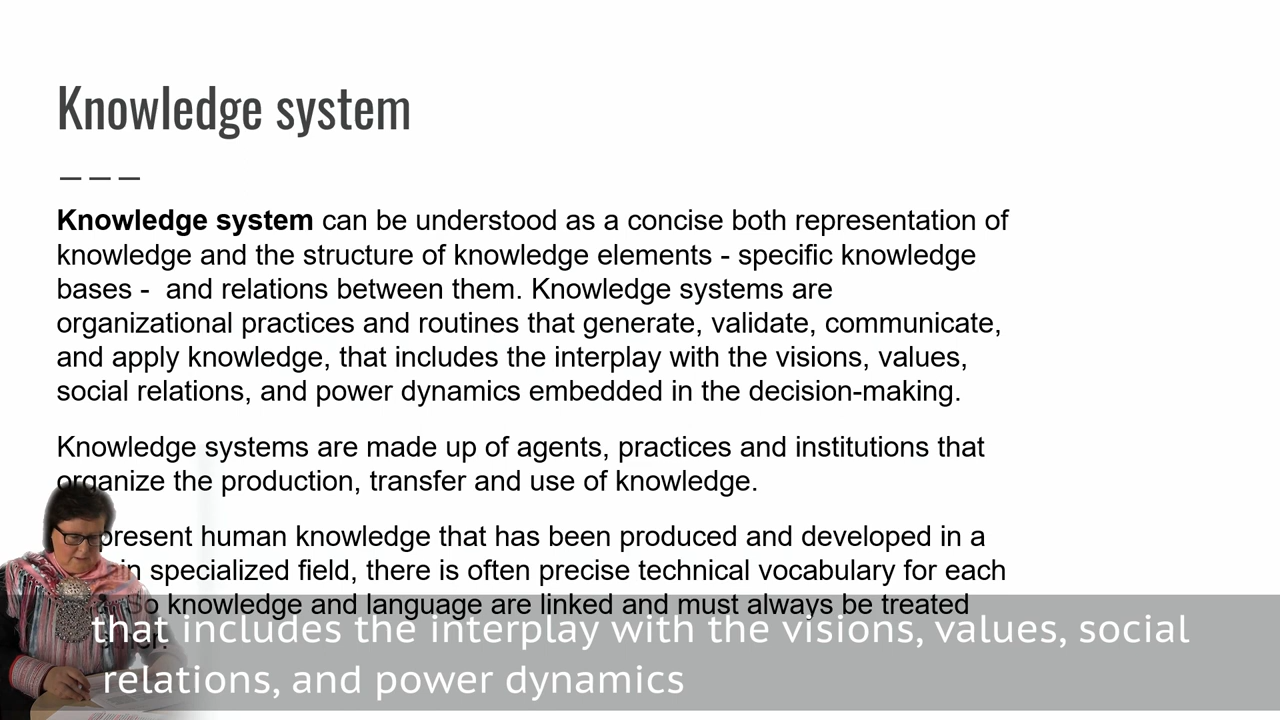 Knowledge system
Knowledge system can be understood as a concise both representation of
knowledge and the structure of knowledge elements - specific knowledge
bases - and relations between them. Knowledge systems are
organizational practices and routines that generate, validate, communicate,
and apply knowledge, that includes the interplay with the visions, values,
social relations, and power dynamics embedded in the decision-making.
Knowledge systems are made up of agents, practices and institutions that
organize the production, transfer and use of knowledge.
present human knowledge that has been produced and developed in a
specialized field, there is often precise technical vocabulary for each
So knowledge and language are linked and must always be treated
that includes the interplay with the visions, values, social
relations, and power dynamics